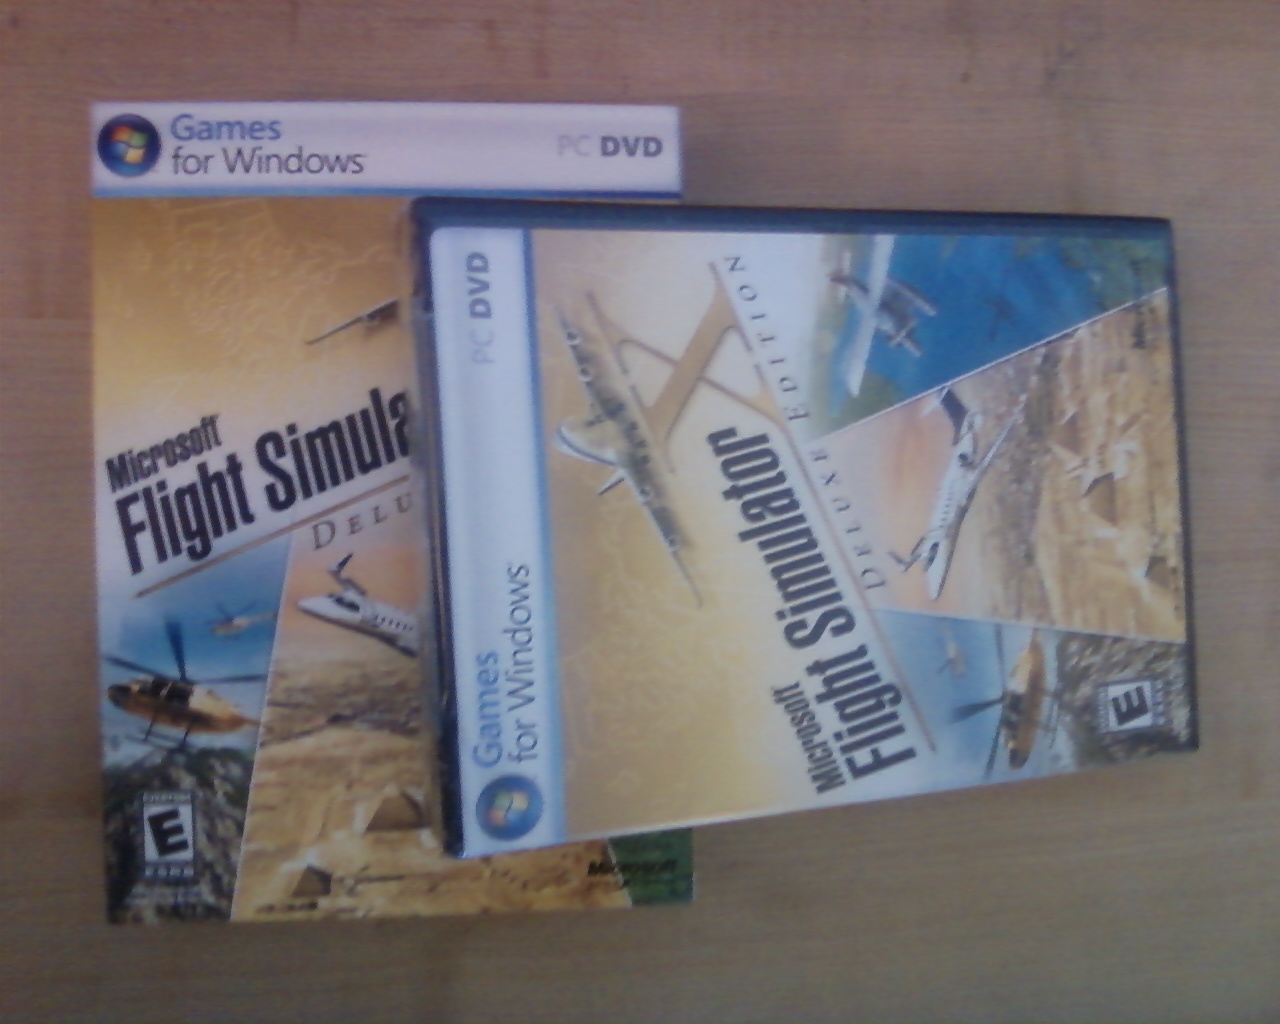 Games
for Windows
PC DVD
Microsoft
Flight Simula
DELU
E
Microsoft
Games
for Windows
PC DVD
Microsoft
Flight Simulator
X
DELUXE EDITION
E